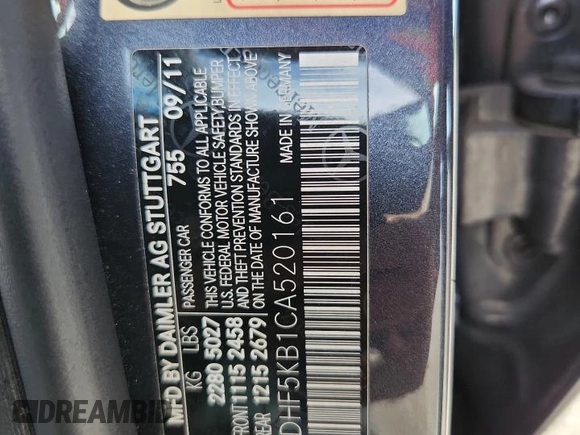 MFD BY DAIMLER AG STUTTGART
755 09/11
KG LBS PASSENGER CAR
2280 5027
FRONT 1115 2458
REAR 1215 2679
THIS VEHICLE CONFORMS TO ALL APPLICABLE
U.S. FEDERAL MOTOR VEHICLE SAFETY/BUMPER
AND THEFT PREVENTION STANDARDS IN EFFECT
ON THE DATE OF MANUFACTURE SHOWN ABOVE
MADE IN GERMANY
DHF5KB1CA520161
DREAMBID